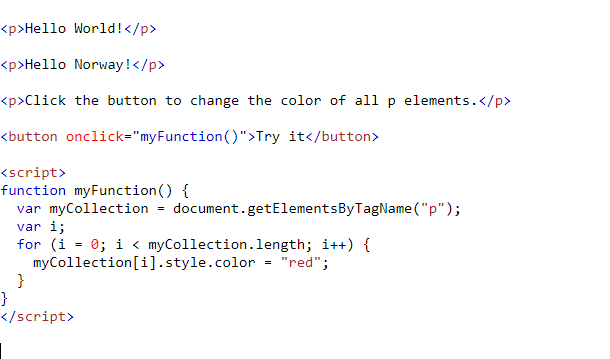 <p>Hello World!</p>
<p>Hello Norway!</p>
<p>Click the button to change the color of all p elements.</p>
<button onclick="myFunction()">Try it</button>
<script>
function myFunction() {
  var myCollection = document.getElementsByTagName("p");
  var i;
  for (i = 0; i < myCollection.length; i++) {
    myCollection[i].style.color = "red";
  }
}
</script>